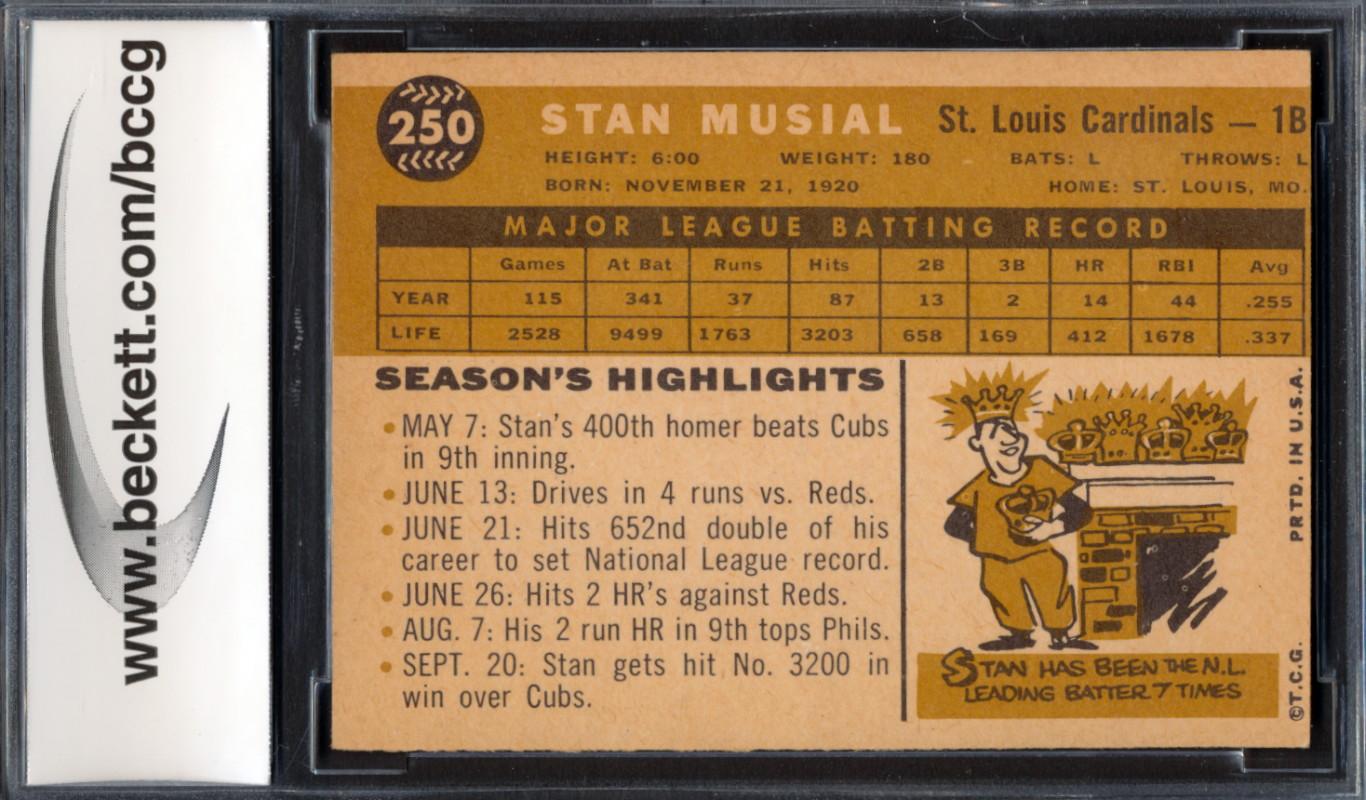 www.beckett.com/bccg
250
STAN MUSIAL St. Louis Cardinals — 1B
HEIGHT: 6:00 WEIGHT: 180 BATS: L THROWS: L
BORN: NOVEMBER 21, 1920 HOME: ST. LOUIS, MO.
MAJOR LEAGUE BATTING RECORD
Games At Bat Runs Hits 2B 3B HR RBI Avg
YEAR 115 341 37 87 13 2 14 44 .255
LIFE 2528 9499 1763 3203 658 169 412 1678 .337
SEASON'S HIGHLIGHTS
• MAY 7: Stan's 400th homer beats Cubs
in 9th inning.
• JUNE 13: Drives in 4 runs vs. Reds.
• JUNE 21: Hits 652nd double of his
career to set National League record.
• JUNE 26: Hits 2 HR's against Reds.
• AUG. 7: His 2 run HR in 9th tops Phils.
• SEPT. 20: Stan gets hit No. 3200 in
win over Cubs.
STAN HAS BEEN THE N.L.
LEADING BATTER 7 TIMES
©T.C.G. PRTD. IN U.S.A.